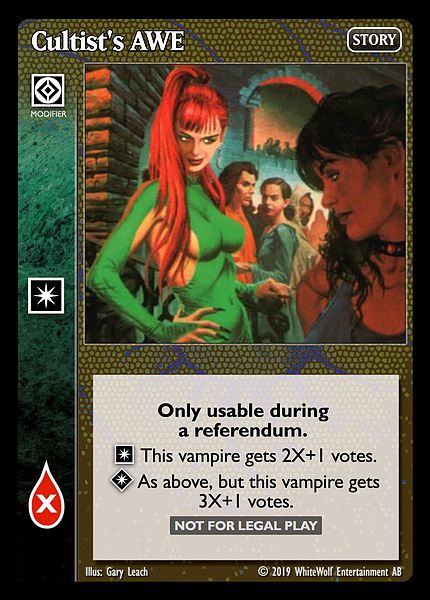 Cultist's AWE
STORY
MODIFIER
X
Only usable during
a referendum.
This vampire gets 2X+1 votes.
As above, but this vampire gets
3X+1 votes.
NOT FOR LEGAL PLAY
Illus: Gary Leach
© 2019 WhiteWolf Entertainment AB